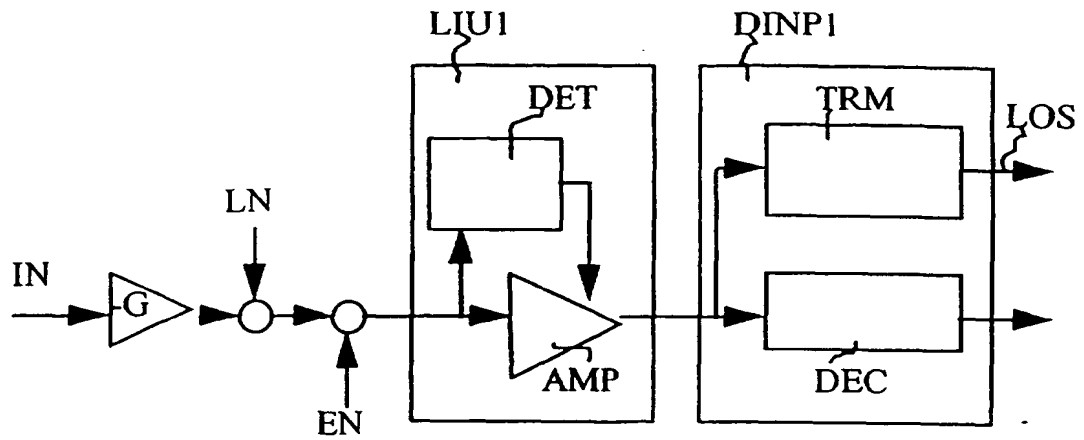 LIU1
DINP1
DET
TRM
LOS
LN
IN
-G
AMP
DEC
EN